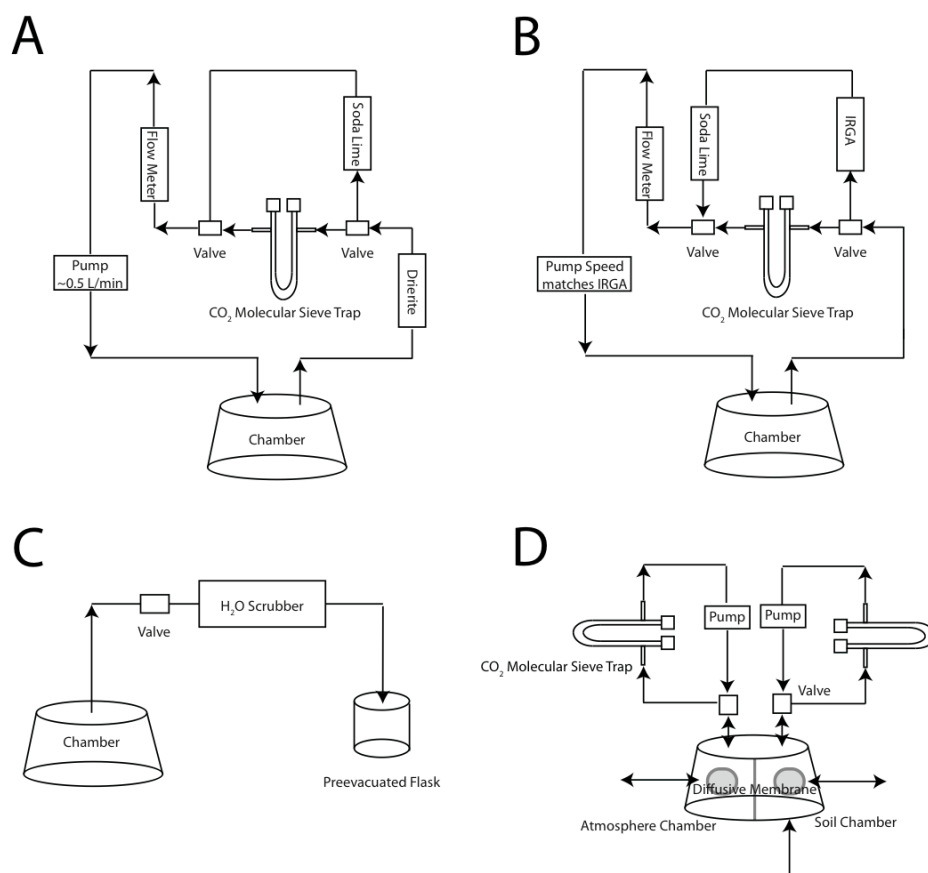 A
Flow Meter
Soda Lime
Valve
Valve
Pump
~0.5 L/min
Drierite
CO2 Molecular Sieve Trap
Chamber
B
Flow Meter
Soda Lime
IRGA
Valve
Valve
Pump Speed
matches IRGA
CO2 Molecular Sieve Trap
Chamber
C
H2O Scrubber
Valve
Chamber
Preevacuated Flask
D
Pump
Pump
CO2 Molecular Sieve Trap
Valve
Diffusive Membrane
Atmosphere Chamber
Soil Chamber